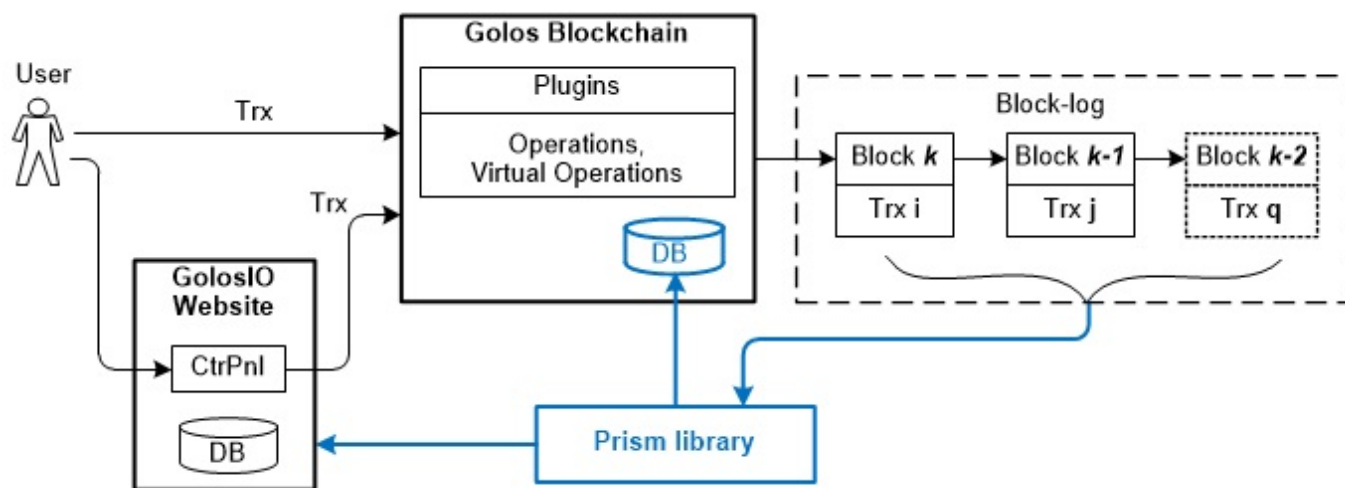 Golos Blockchain
User
Plugins
Block-log
Trx
Operations,
Virtual Operations
Block k
Block k-1
Block k-2
Trx i
Trx j
Trx q
Trx
DB
GolosIO
Website
CtrPnl
DB
Prism library